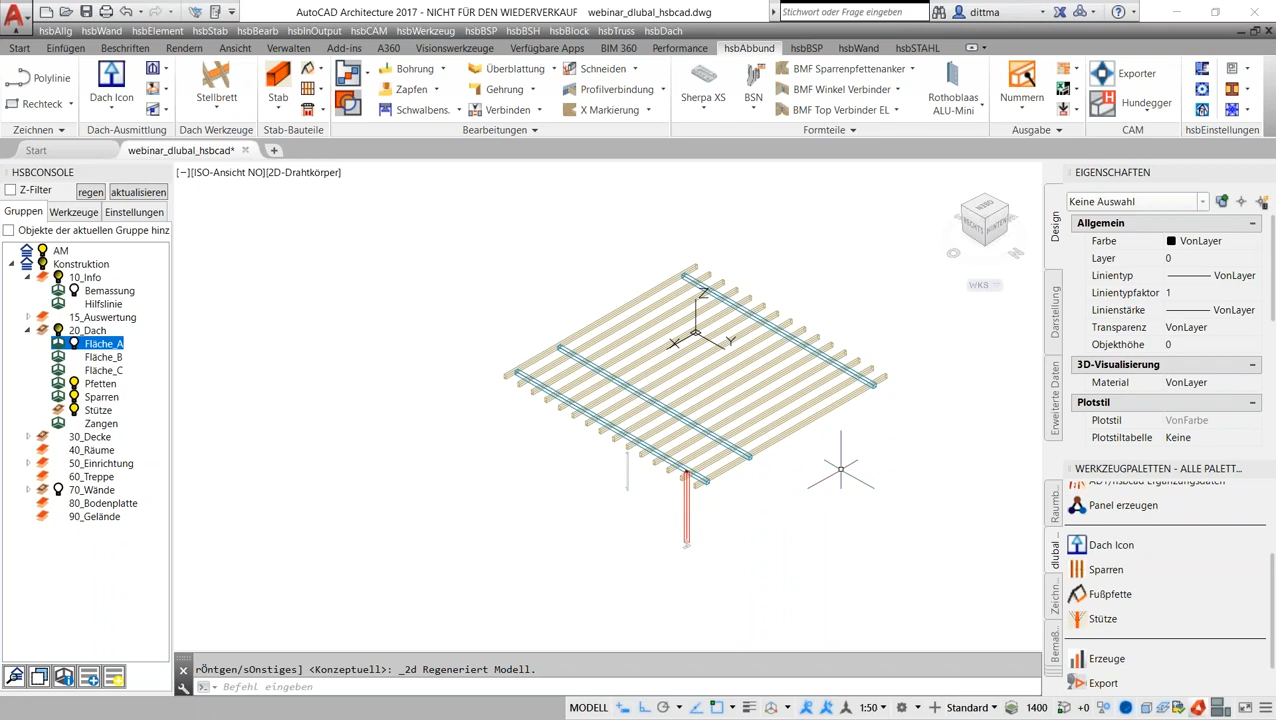 AutoCAD Architecture 2017 - NICHT FÜR DEN WIEDERVERKAUF webinar_dlubal_hsbcad.dwg
Stichwort oder Frage eingeben
dittma
hsbAllg hsbWand hsbElement hsbStab hsbBearb hsbInOutput hsbCAM hsbWerkzeug hsbBSP hsbBSH hsbBlock hsbTruss hsbDach
Start Einfügen Beschriften Rendern Ansicht Verwalten Add-ins A360 Visionswerkzeuge Verfügbare Apps BIM 360 Performance hsbAbbund hsbBSP hsbWand hsbSTAHL
Polylinie
Rechteck
Dach Icon
Stellbrett
Stab
Bohrung
Zapfen
Schwalbens.
Überblattung
Gehrung
Verbinden
Schneiden
Profilverbindung
X Markierung
Sherpa XS
BSN
BMF Sparrenpfettenanker
BMF Winkel Verbinder
BMF Top Verbinder EL
Rothoblaas
ALU-Mini
Nummern
Exporter
Hundegger
Zeichnen Dach-Ausmittlung Dach Werkzeuge Stab-Bauteile Bearbeitungen Formteile Ausgabe CAM hsbEinstellungen
Start webinar_dlubal_hsbcad*
HSBCONSOLE
Z-Filter regen aktualisieren
Gruppen Werkzeuge Einstellungen
Objekte der aktuellen Gruppe hinz
AM
Konstruktion
10_Info
Bemassung
Hilfslinie
15_Auswertung
20_Dach
Fläche_A
Fläche_B
Fläche_C
Pfetten
Sparren
Stütze
Zangen
30_Decke
40_Räume
50_Einrichtung
60_Treppe
70_Wände
80_Bodenplatte
90_Gelände
[−][ISO-Ansicht NO][2D-Drahtkörper]
RECHTS HINTEN
WKS
Z
X Y
röntgen/sOnstiges] <Konzeptuell>: _2d Regeneriert Modell.
Befehl eingeben
EIGENSCHAFTEN
Keine Auswahl
Allgemein
Farbe VonLayer
Layer 0
Linientyp VonLayer
Linientypfaktor 1
Linienstärke VonLayer
Transparenz VonLayer
Objekthöhe 0
3D-Visualisierung
Material VonLayer
Plotstil
Plotstil VonFarbe
Plotstiltabelle Keine
Design
Darstellung
Erweiterte Daten
WERKZEUGPALETTEN - ALLE PALETT...
ADT/hsbcad Ergänzungsdaten
Panel erzeugen
Dach Icon
Sparren
Fußpfette
Stütze
Erzeuge
Export
Raumb...
dlubal ...
Zeichn...
Bemaß...
MODELL 1:50 Standard 1400 +0